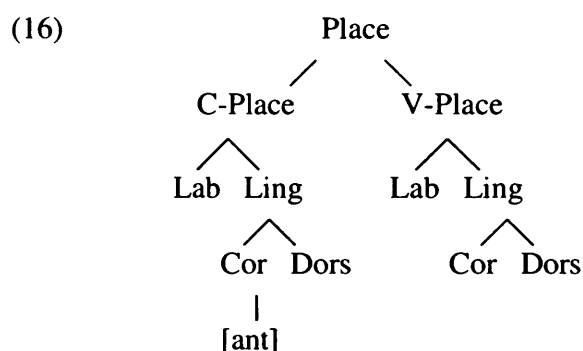 (16) Place
C-Place V-Place
Lab Ling Lab Ling
Cor Dors Cor Dors
[ant]